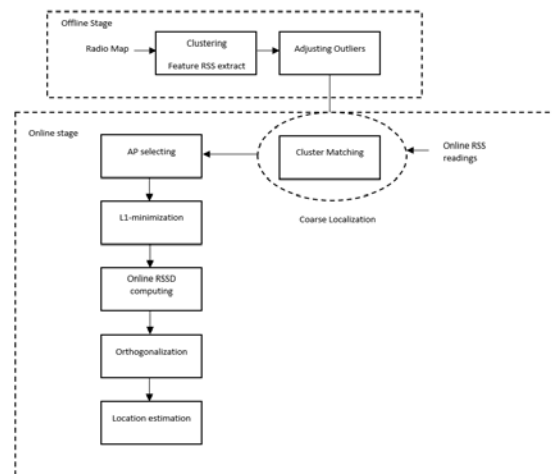 Offline Stage
Radio Map
Clustering
Feature RSS extract
Adjusting Outliers
Online stage
AP selecting
Cluster Matching
Online RSS
readings
Coarse Localization
L1-minimization
Online RSSD
computing
Orthogonalization
Location estimation